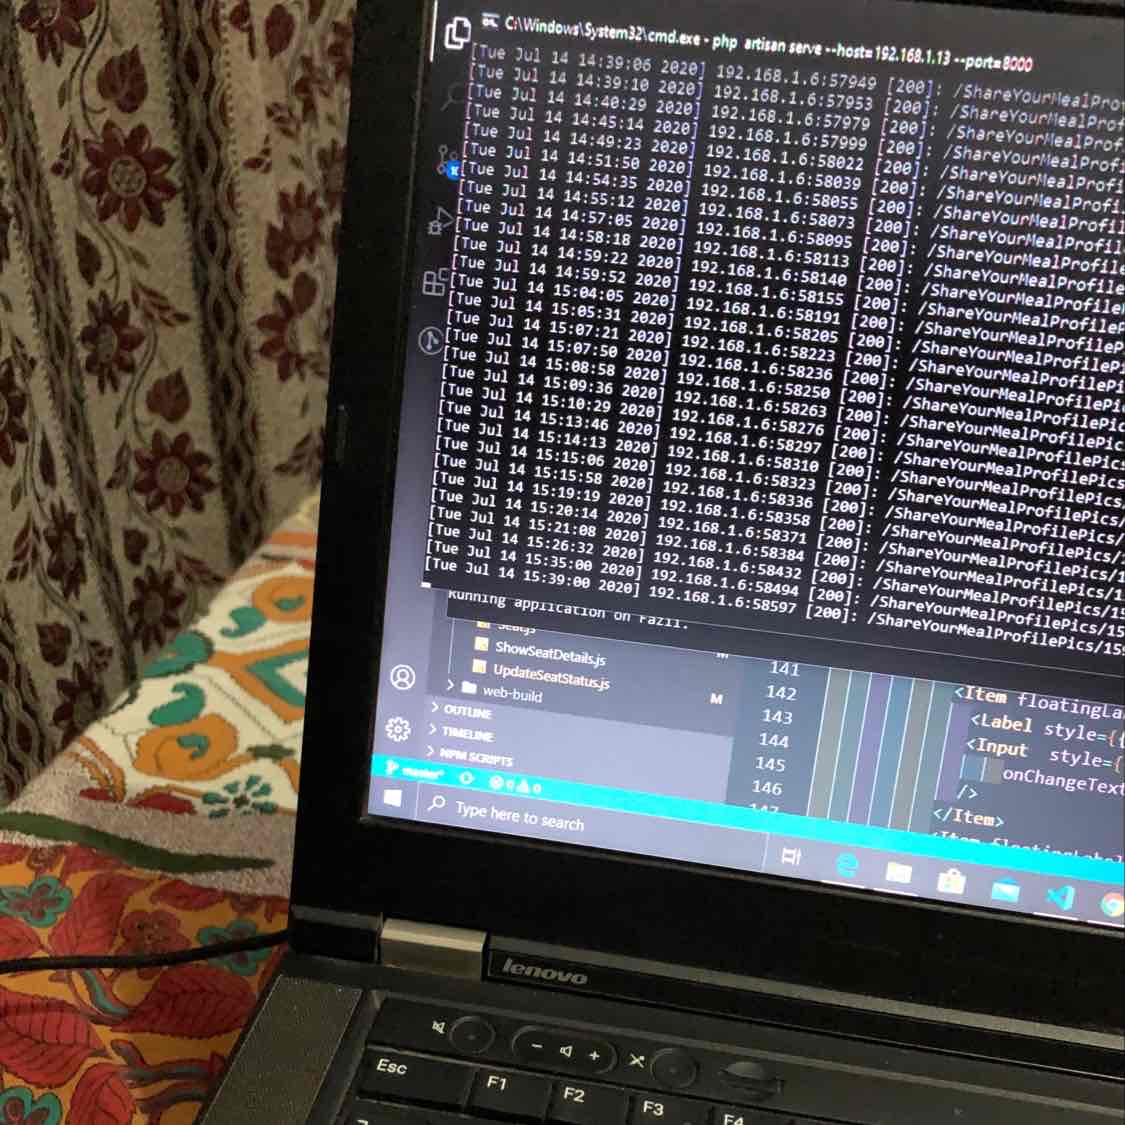 C:\Windows\System32\cmd.exe - php artisan serve --host=192.168.1.13 --port=8000
[Tue Jul 14 14:39:06 2020] 192.168.1.6:57949 [200]: /ShareYourMealProf
[Tue Jul 14 14:39:10 2020] 192.168.1.6:57953 [200]: /ShareYourMealProf
[Tue Jul 14 14:40:29 2020] 192.168.1.6:57979 [200]: /ShareYourMealProf
[Tue Jul 14 14:45:14 2020] 192.168.1.6:57999 [200]: /ShareYourMealProfi
[Tue Jul 14 14:49:23 2020] 192.168.1.6:58022 [200]: /ShareYourMealProfi
[Tue Jul 14 14:51:50 2020] 192.168.1.6:58039 [200]: /ShareYourMealProfi
[Tue Jul 14 14:54:35 2020] 192.168.1.6:58055 [200]: /ShareYourMealProfi
[Tue Jul 14 14:55:12 2020] 192.168.1.6:58073 [200]: /ShareYourMealProfil
[Tue Jul 14 14:57:05 2020] 192.168.1.6:58095 [200]: /ShareYourMealProfile
[Tue Jul 14 14:58:18 2020] 192.168.1.6:58113 [200]: /ShareYourMealProfile
[Tue Jul 14 14:59:22 2020] 192.168.1.6:58140 [200]: /ShareYourMealProfile
[Tue Jul 14 14:59:52 2020] 192.168.1.6:58155 [200]: /ShareYourMealProfile
[Tue Jul 14 15:04:05 2020] 192.168.1.6:58191 [200]: /ShareYourMealProfileP
[Tue Jul 14 15:05:31 2020] 192.168.1.6:58205 [200]: /ShareYourMealProfileP
[Tue Jul 14 15:07:21 2020] 192.168.1.6:58223 [200]: /ShareYourMealProfilePi
[Tue Jul 14 15:07:50 2020] 192.168.1.6:58236 [200]: /ShareYourMealProfilePi
[Tue Jul 14 15:08:58 2020] 192.168.1.6:58250 [200]: /ShareYourMealProfilePic
[Tue Jul 14 15:09:36 2020] 192.168.1.6:58263 [200]: /ShareYourMealProfilePic
[Tue Jul 14 15:10:29 2020] 192.168.1.6:58276 [200]: /ShareYourMealProfilePics
[Tue Jul 14 15:13:46 2020] 192.168.1.6:58297 [200]: /ShareYourMealProfilePics
[Tue Jul 14 15:14:13 2020] 192.168.1.6:58310 [200]: /ShareYourMealProfilePics
[Tue Jul 14 15:15:06 2020] 192.168.1.6:58323 [200]: /ShareYourMealProfilePics/
[Tue Jul 14 15:15:58 2020] 192.168.1.6:58336 [200]: /ShareYourMealProfilePics/
[Tue Jul 14 15:19:19 2020] 192.168.1.6:58358 [200]: /ShareYourMealProfilePics/
[Tue Jul 14 15:20:14 2020] 192.168.1.6:58371 [200]: /ShareYourMealProfilePics/1
[Tue Jul 14 15:21:08 2020] 192.168.1.6:58384 [200]: /ShareYourMealProfilePics/1
[Tue Jul 14 15:26:32 2020] 192.168.1.6:58432 [200]: /ShareYourMealProfilePics/15
[Tue Jul 14 15:35:00 2020] 192.168.1.6:58494 [200]: /ShareYourMealProfilePics/15
[Tue Jul 14 15:39:00 2020] 192.168.1.6:58597 [200]: /ShareYourMealProfilePics/15
Running application on Fazil.
Seat.js
ShowSeatDetails.js
UpdateSeatStatus.js
web-build M
OUTLINE
TIMELINE
NPM SCRIPTS
141
142 <Item floatingLa
143 <Label style={{
144 <Input style={
145 onChangeText
146 />
</Item>
<Item floatingLabel
master*
0 0
Type here to search
lenovo
Esc F1 F2 F3 F4